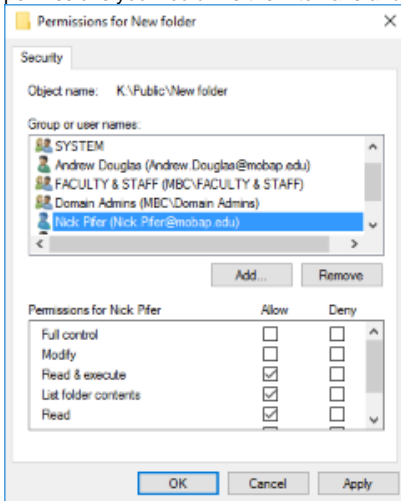 Permissions for New folder
Security
Object name: K:\Public\New folder
Group or user names:
SYSTEM
Andrew Douglas (Andrew.Douglas@mobap.edu)
FACULTY & STAFF (MBC\FACULTY & STAFF)
Domain Admins (MBC\Domain Admins)
Nick Pifer (Nick.Pifer@mobap.edu)
Add... Remove
Permissions for Nick Pifer Allow Deny
Full control
Modify
Read & execute
List folder contents
Read
OK Cancel Apply